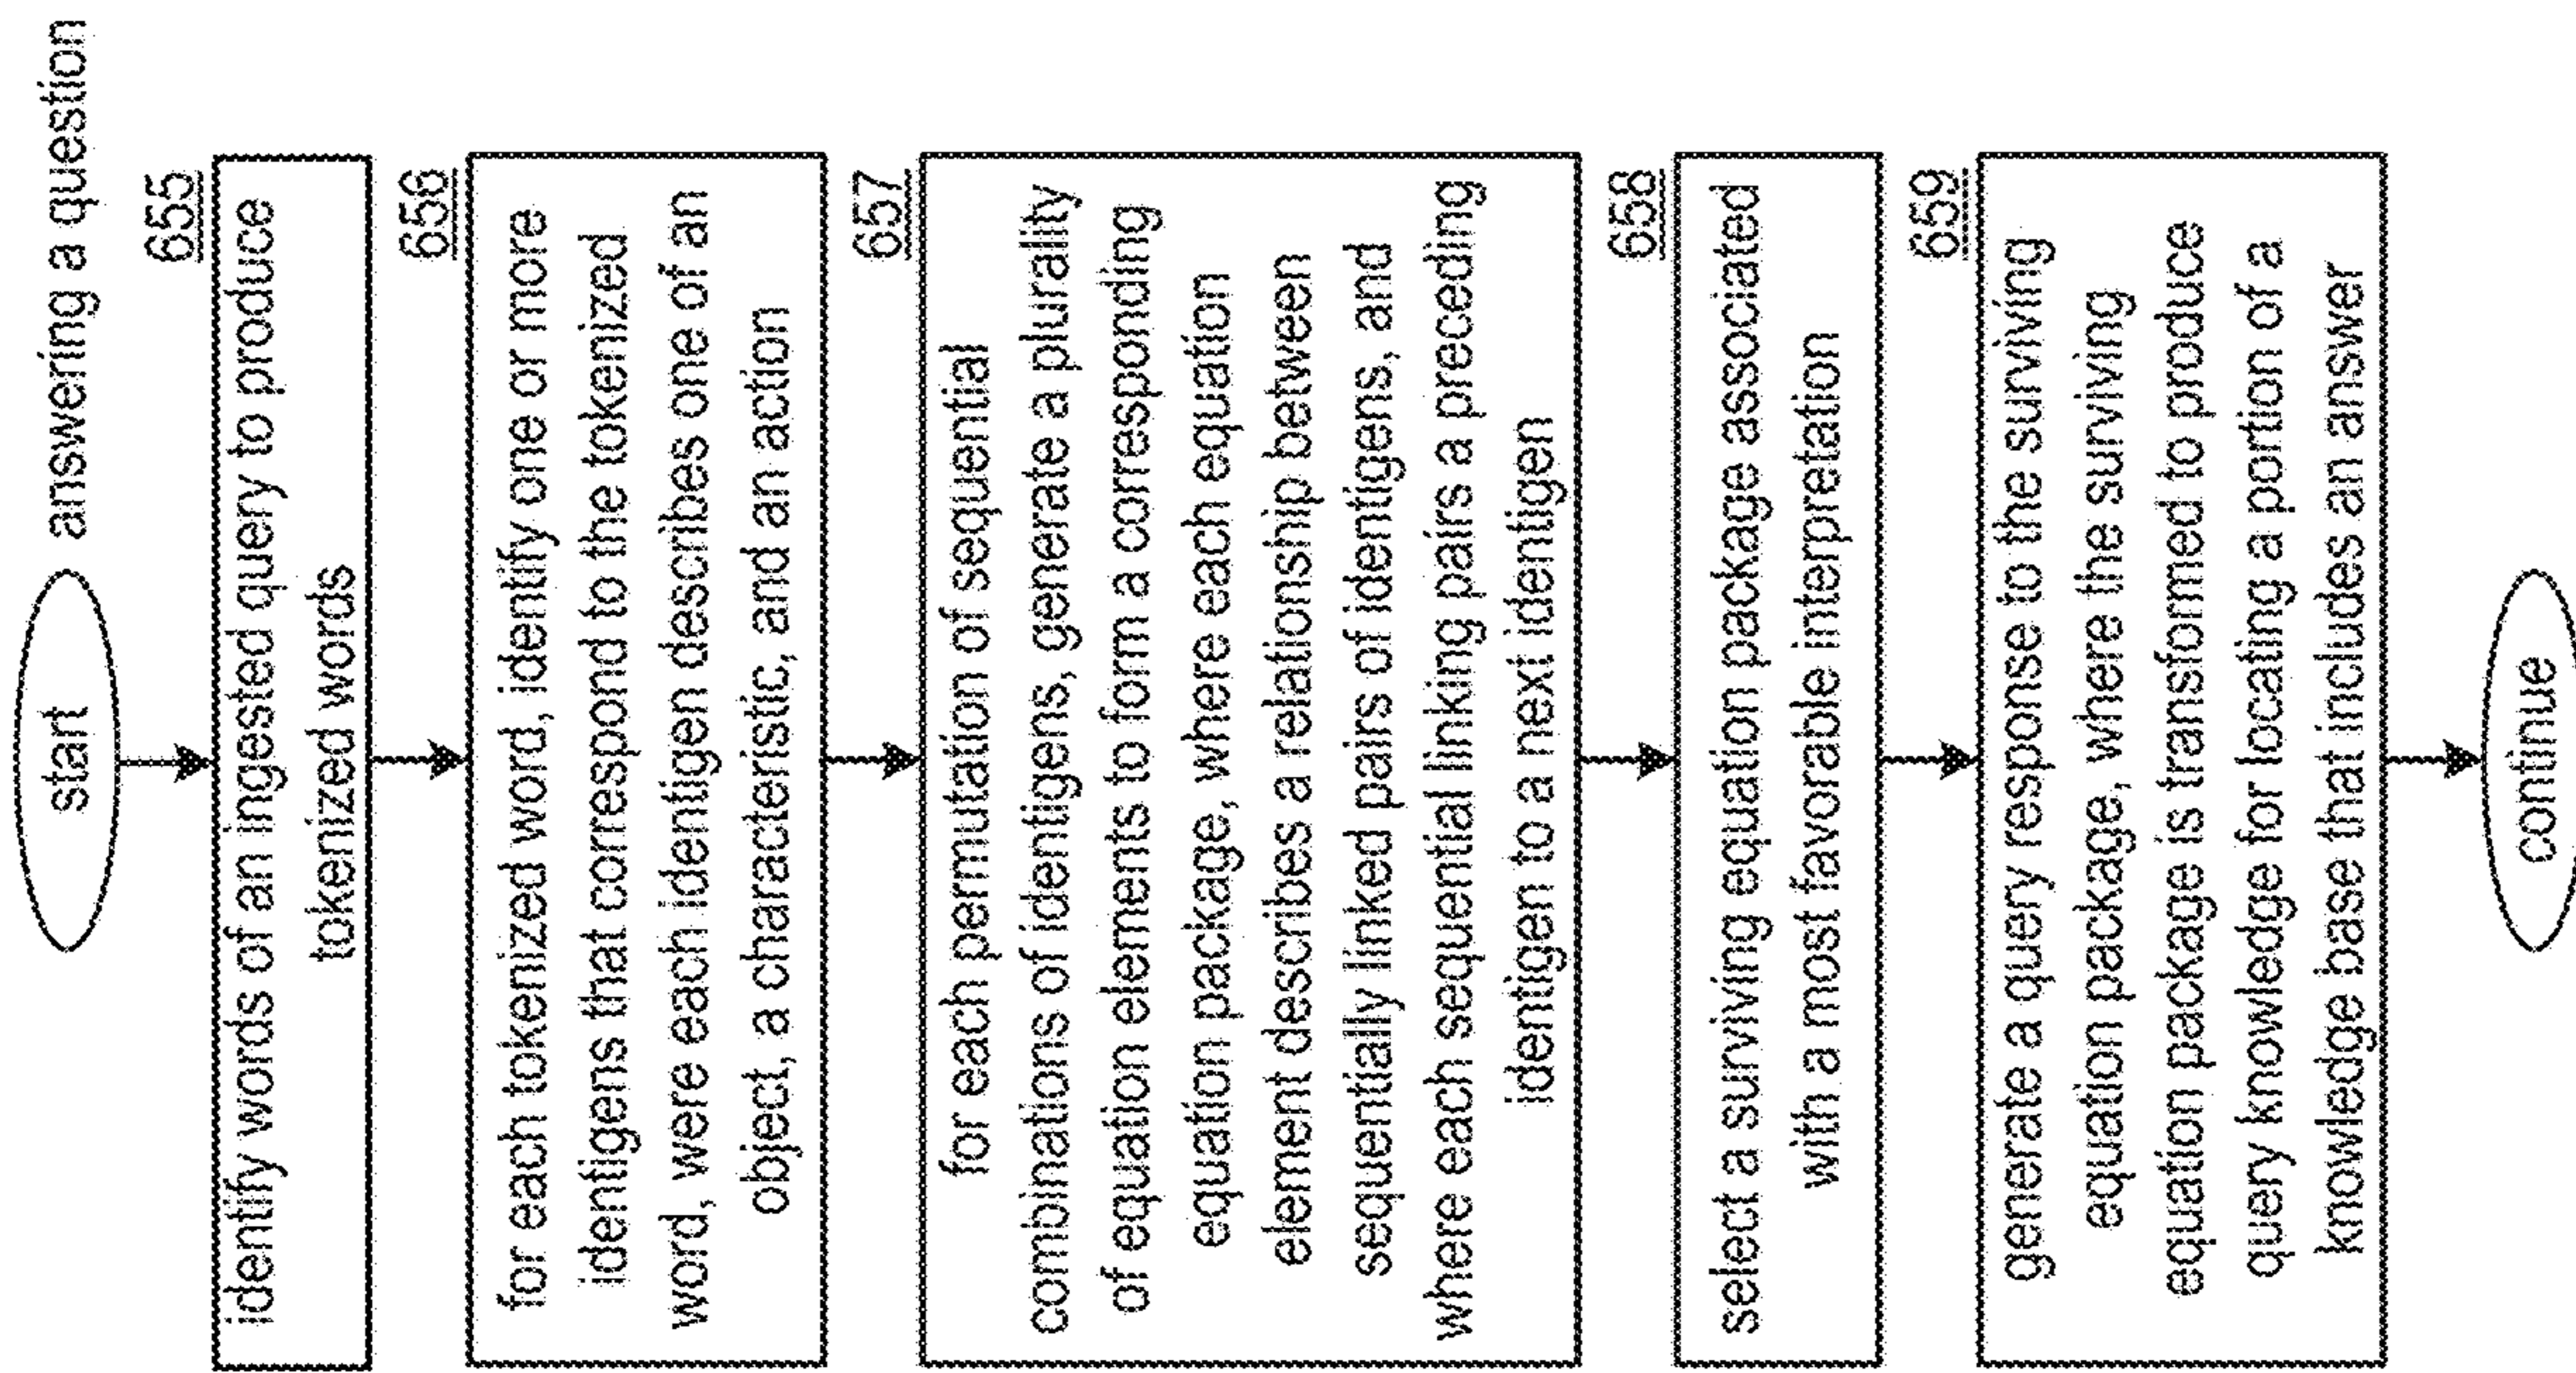 start
answering a question
655
identify words of an ingested query to produce
tokenized words
656
for each tokenized word, identify one or more
identigens that correspond to the tokenized
word, were each identigen describes one of an
object, a characteristic, and an action
657
for each permutation of sequential
combinations of identigens, generate a plurality
of equation elements to form a corresponding
equation package, where each equation
element describes a relationship between
sequentially linked pairs of identigens, and
where each sequential linking pairs a preceding
identigen to a next identigen
658
select a surviving equation package associated
with a most favorable interpretation
659
generate a query response to the surviving
equation package, where the surviving
equation package is transformed to produce
query knowledge for locating a portion of a
knowledge base that includes an answer
continue